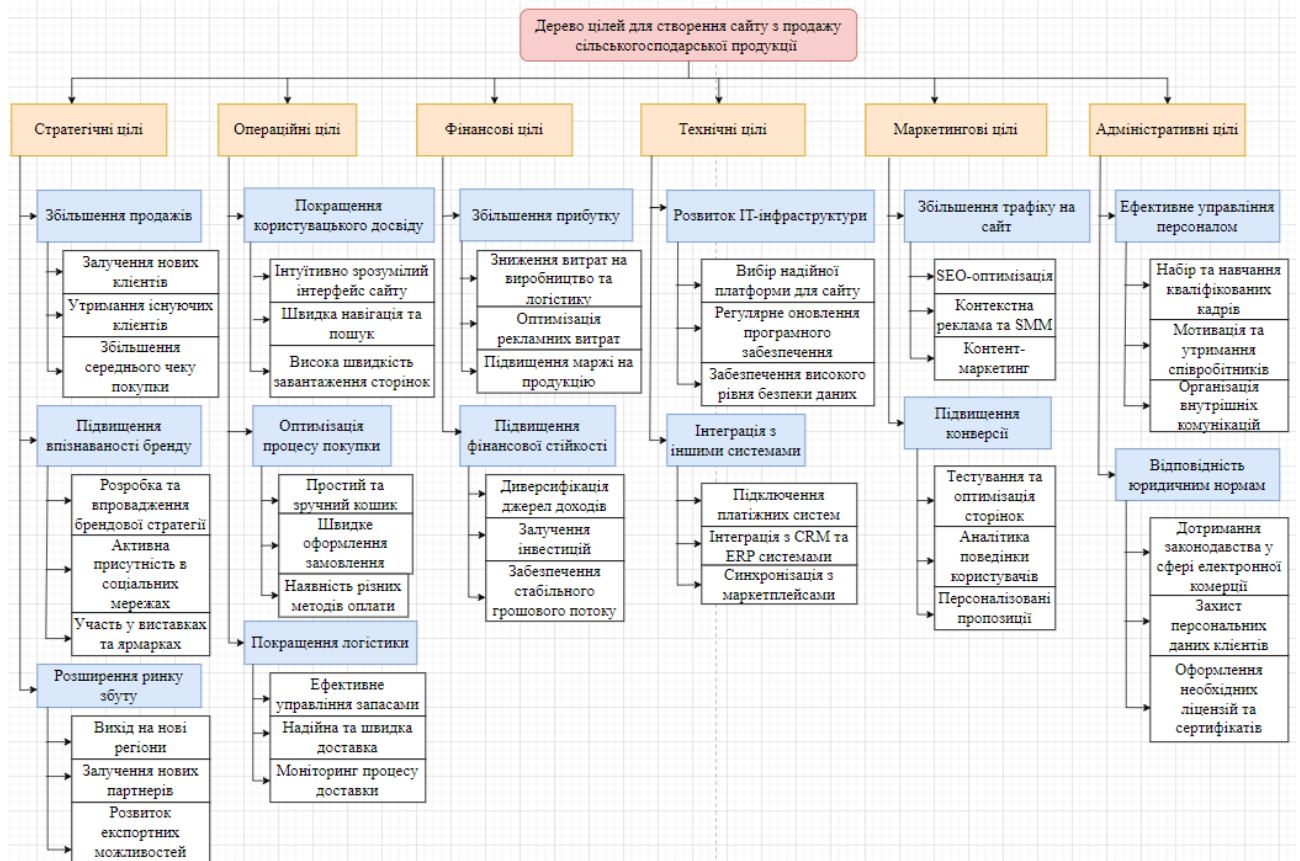 Дерево цілей для створення сайту з продажу
сільськогосподарської продукції
Стратегічні цілі
Збільшення продажів
Залучення нових
клієнтів
Утримання існуючих
клієнтів
Збільшення
середнього чеку
покупки
Підвищення
впізнаваості бренду
Розробка та
впровадження
брендової стратегії
Активна
присутність в
соціальних
мережах
Участь у виставках
та ярмарках
Розширення ринку
збуту
Вихід на нові
регіони
Залучення нових
партнерів
Розвиток
експортних
можливостей
Операційні цілі
Покращення
користувацького досвіду
Інтуїтивно зрозумілий
інтерфейс сайту
Швидка навігація та
пошук
Висока швидкість
завантаження сторінок
Оптимізація
процесу покупки
Простий та
зручний кошик
Швидке
оформлення
замовлення
Наявність різних
методів оплати
Покращення логістики
Ефективне
управління запасами
Надійна та швидка
доставка
Моніторинг процесу
доставки
Фінансові цілі
Збільшення прибутку
Зниження витрат на
виробництво та
логістику
Оптимізація
рекламних витрат
Підвищення маржі на
продукцію
Підвищення
фінансової стійкості
Диверсифікація
джерел доходів
Залучення
інвестицій
Забезпечення
стабільного
грошового потоку
Технічні цілі
Розвиток ІТ-інфраструктури
Вибір надійної
платформи для сайту
Регулярне оновлення
програмного
забезпечення
Забезпечення високого
рівня безпеки даних
Інтеграція з
іншими системами
Підключення
платіжних систем
Інтеграція з CRM та
ERP системами
Синхронізація з
маркетплейсами
Маркетингові цілі
Збільшення трафіку на
сайт
SEO-оптимізація
Контекстна
реклама та SMM
Контент-
маркетинг
Підвищення
конверсії
Тестування та
оптимізація
сторінок
Аналітика
поведінки
користувачів
Персоналізовані
пропозиції
Адміністративні цілі
Ефективне управління
персоналом
Набір та навчання
кваліфікованих
кадрів
Мотивація та
утримання
співробітників
Організація
внутрішніх
комунікацій
Відповідність
юридичним нормам
Дотримання
законодавства у
сфері електронної
комерції
Захист
персональних
даних клієнтів
Оформлення
необхідних
ліцензій та
сертифікатів